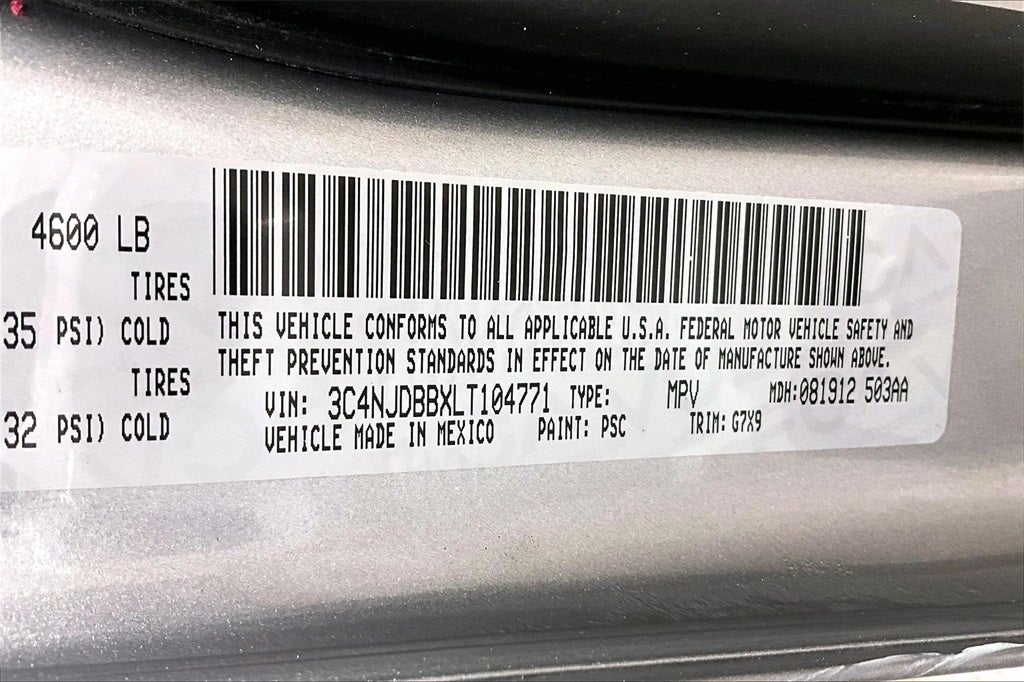 4600 LB
TIRES
35 PSI) COLD
TIRES
32 PSI) COLD
THIS VEHICLE CONFORMS TO ALL APPLICABLE U.S.A. FEDERAL MOTOR VEHICLE SAFETY AND
THEFT PREVENTION STANDARDS IN EFFECT ON THE DATE OF MANUFACTURE SHOWN ABOVE.
VIN: 3C4NJDBBXLT104771 TYPE: MPV MDH:081912 503AA
VEHICLE MADE IN MEXICO PAINT: PSC TRIM: G7X9